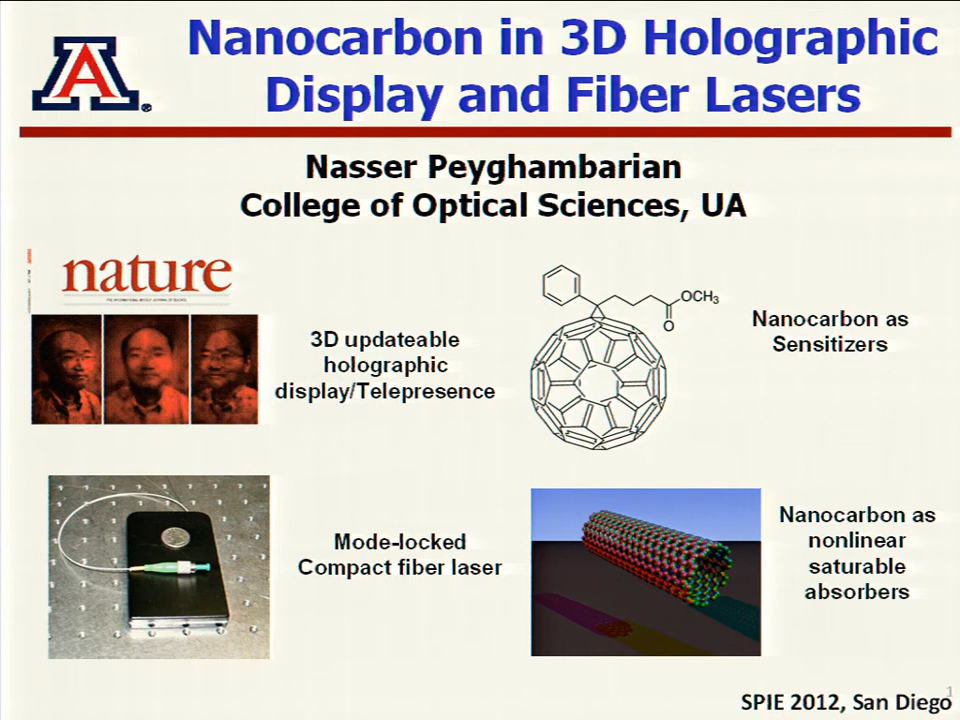 Nanocarbon in 3D Holographic
Display and Fiber Lasers
A
®
Nasser Peyghambarian
College of Optical Sciences, UA
nature
3D updateable
holographic
display/Telepresence
OCH3
O
Nanocarbon as
Sensitizers
Mode-locked
Compact fiber laser
Nanocarbon as
nonlinear
saturable
absorbers
1
SPIE 2012, San Diego